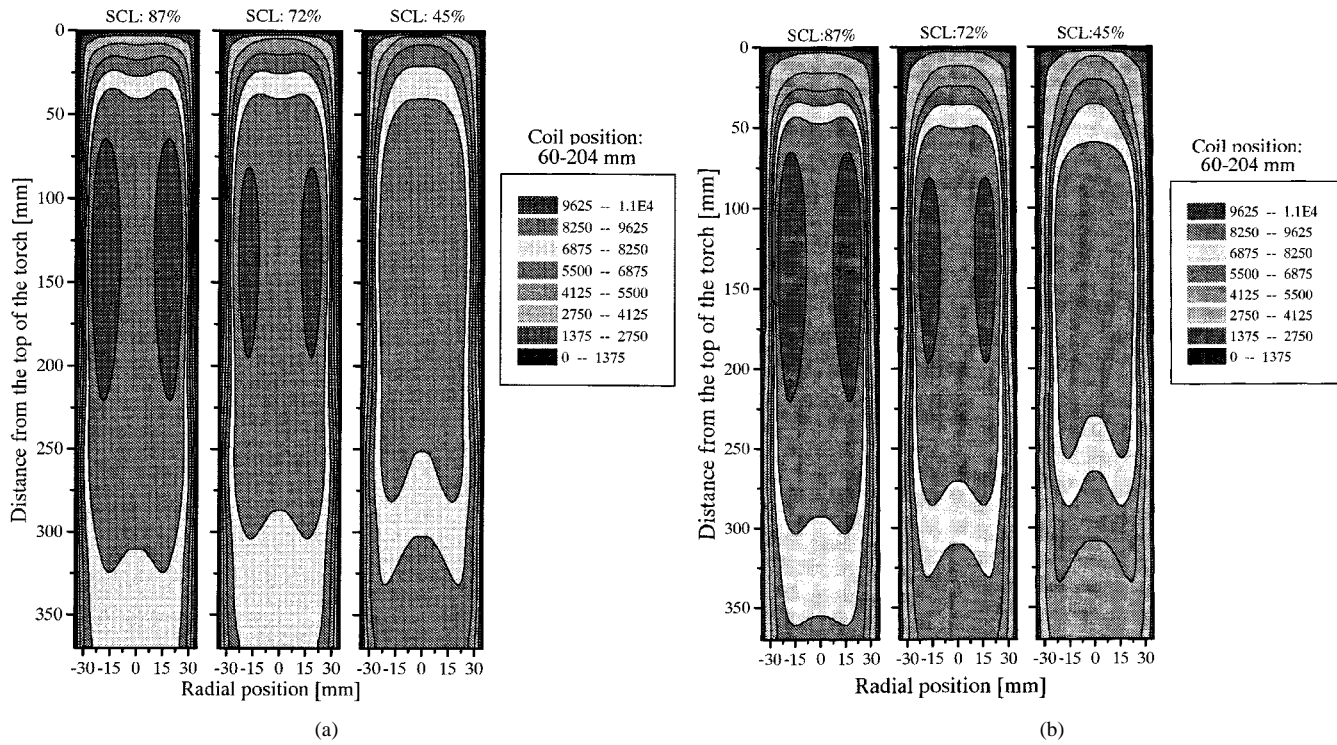 SCL: 87%
SCL: 72%
SCL: 45%
0
50
100
150
200
250
300
350
Distance from the top of the torch [mm]
-30 -15 0 15 30
-30 -15 0 15 30
-30 -15 0 15 30
Radial position [mm]
Coil position:
60-204 mm
9625 -- 1.1E4
8250 -- 9625
6875 -- 8250
5500 -- 6875
4125 -- 5500
2750 -- 4125
1375 -- 2750
0 -- 1375
(a)
SCL:87%
SCL:72%
SCL:45%
0
50
100
150
200
250
300
350
Distance from the top of the torch [mm]
-30 -15 0 15 30
-30 -15 0 15 30
-30 -15 0 15 30
Radial position [mm]
Coil position:
60-204 mm
9625 -- 1.1E4
8250 -- 9625
6875 -- 8250
5500 -- 6875
4125 -- 5500
2750 -- 4125
1375 -- 2750
0 -- 1375
(b)